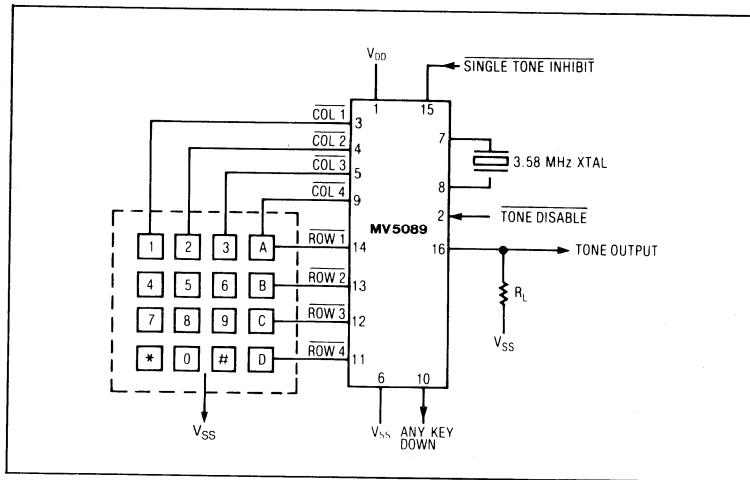 V_DD
SINGLE TONE INHIBIT
1
15
COL 1
3
COL 2
4
COL 3
5
COL 4
9
7
3.58 MHz XTAL
8
2
TONE DISABLE
MV5089
16
TONE OUTPUT
R_L
V_SS
1 2 3 A
ROW 1
14
4 5 6 B
ROW 2
13
7 8 9 C
ROW 3
12
* 0 # D
ROW 4
11
6
10
V_SS
V_SS
ANY KEY
DOWN